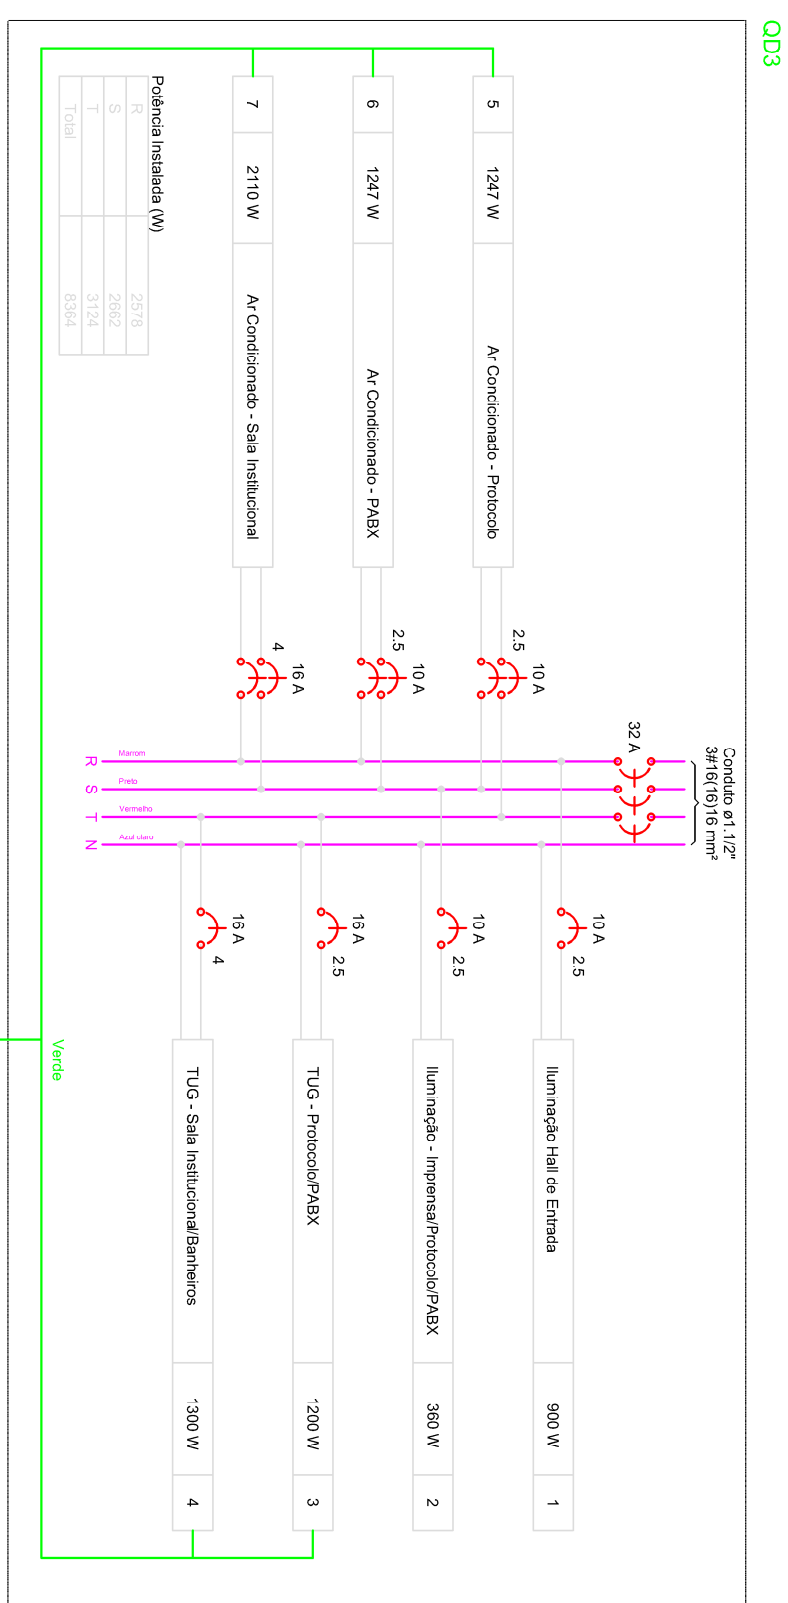 QD3
Conduto ø1.1/2"
3#16(16)16 mm²
32 A
5
1247 W
Ar Condicionado - Protocolo
2.5
10 A
10 A
2.5
Iluminação Hall de Entrada
900 W
1
6
1247 W
Ar Condicionado - PABX
2.5
10 A
10 A
2.5
Iluminação - Imprensa/Protocolo/PABX
360 W
2
7
2110 W
Ar Condicionado - Sala Institucional
4
16 A
16 A
2.5
TUG - Protocolo/PABX
1200 W
3
16 A
4
TUG - Sala Institucional/Banheiros
1300 W
4
R
Marrom
S
Preto
T
Vermelho
N
Azul claro
Potência Instalada (W)
R 2578
S 2662
T 3124
Total 8364
Verde